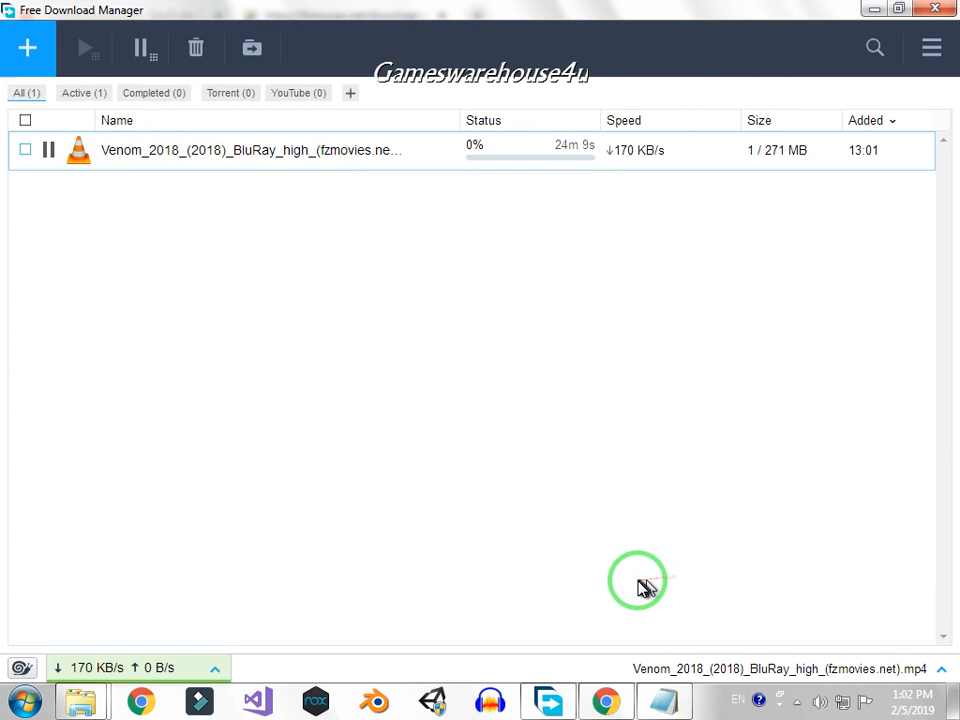 Free Download Manager
Gameswarehouse4u
All (1) Active (1) Completed (0) Torrent (0) YouTube (0) +
Name Status Speed Size Added
Venom_2018_(2018)_BluRay_high_(fzmovies.ne... 0% 24m 9s ↓170 KB/s 1 / 271 MB 13:01
↓ 170 KB/s ↑ 0 B/s Venom_2018_(2018)_BluRay_high_(fzmovies.net).mp4
nox EN 1:02 PM
2/5/2019